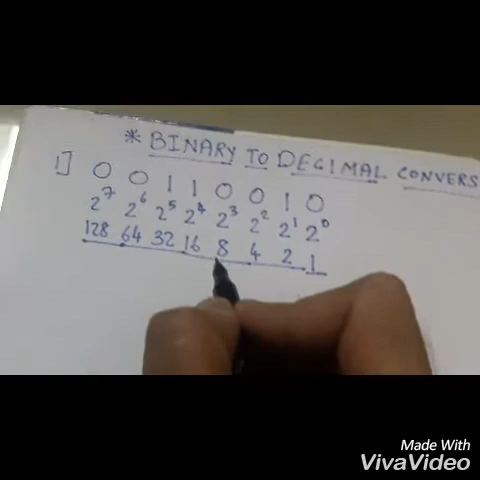 * BINARY TO DECIMAL CONVERS
1] 0 0 1 1 0 0 1 0
2⁷ 2⁶ 2⁵ 2⁴ 2³ 2² 2¹ 2⁰
128 64 32 16 8 4 2 1
Made With
VivaVideo